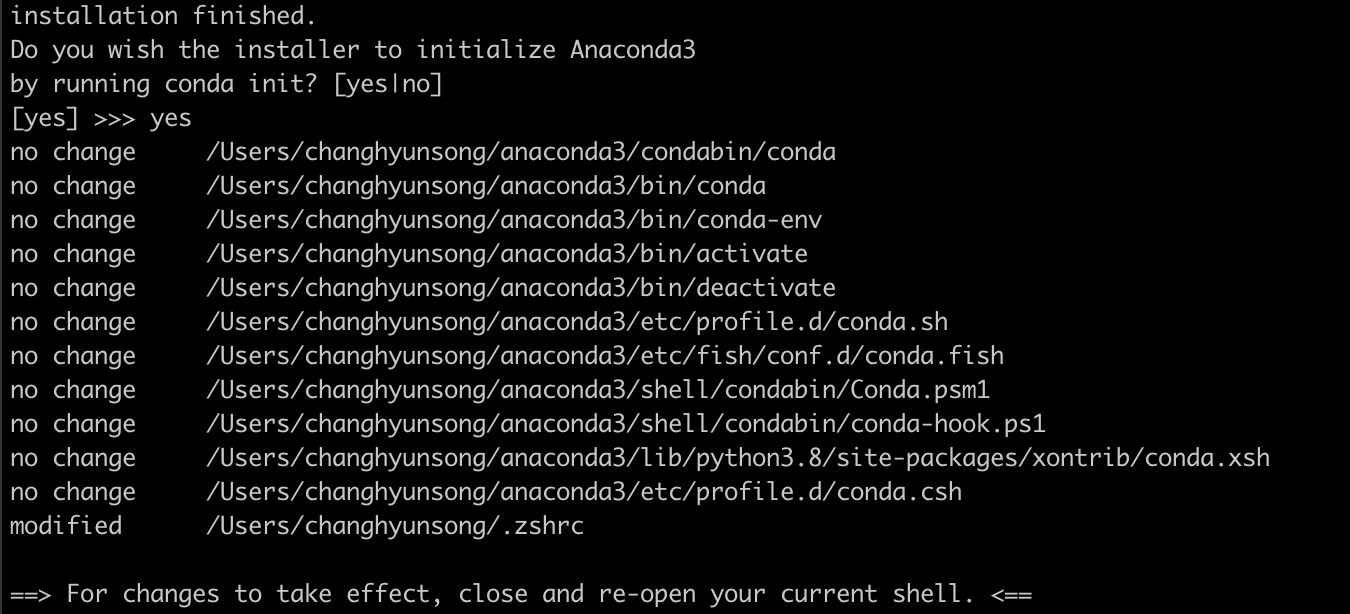 installation finished.
Do you wish the installer to initialize Anaconda3
by running conda init? [yes|no]
[yes] >>> yes
no change     /Users/changhyunsong/anaconda3/condabin/conda
no change     /Users/changhyunsong/anaconda3/bin/conda
no change     /Users/changhyunsong/anaconda3/bin/conda-env
no change     /Users/changhyunsong/anaconda3/bin/activate
no change     /Users/changhyunsong/anaconda3/bin/deactivate
no change     /Users/changhyunsong/anaconda3/etc/profile.d/conda.sh
no change     /Users/changhyunsong/anaconda3/etc/fish/conf.d/conda.fish
no change     /Users/changhyunsong/anaconda3/shell/condabin/Conda.psm1
no change     /Users/changhyunsong/anaconda3/shell/condabin/conda-hook.ps1
no change     /Users/changhyunsong/anaconda3/lib/python3.8/site-packages/xontrib/conda.xsh
no change     /Users/changhyunsong/anaconda3/etc/profile.d/conda.csh
modified      /Users/changhyunsong/.zshrc
==> For changes to take effect, close and re-open your current shell. <==